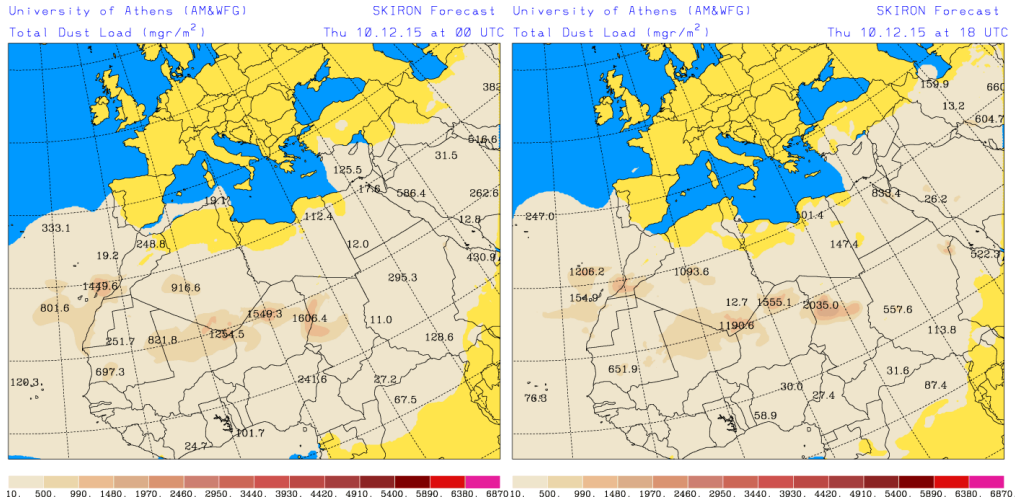 University of Athens (AM&WFG) SKIRON Forecast
Total Dust Load (mgr/m²) Thu 10.12.15 at 00 UTC
382
516.6
31.5
125.5
17.6 586.4 262.6
19.1
112.4 12.8
333.1
248.8 12.0
19.2 430.9
295.3
1449.6 916.6
801.6 1549.3 1606.4 11.0
1254.5
251.7 821.8 128.6
697.3
120.3 241.6 27.2
67.5
101.7
24.7
10. 500. 990. 1480. 1970. 2460. 2950. 3440. 3930. 4420. 4910. 5400. 5890. 6380. 6870
University of Athens (AM&WFG) SKIRON Forecast
Total Dust Load (mgr/m²) Thu 10.12.15 at 18 UTC
159.9 660
13.2
604.7
833.4
26.2
247.0 101.4
147.4
522.3
1206.2 1093.6
154.9 12.7 1555.1 2035.0
557.6
1190.6
113.8
651.9 31.6
30.0 87.4
76.3 27.4
58.9
10. 500. 990. 1480. 1970. 2460. 2950. 3440. 3930. 4420. 4910. 5400. 5890. 6380. 6870